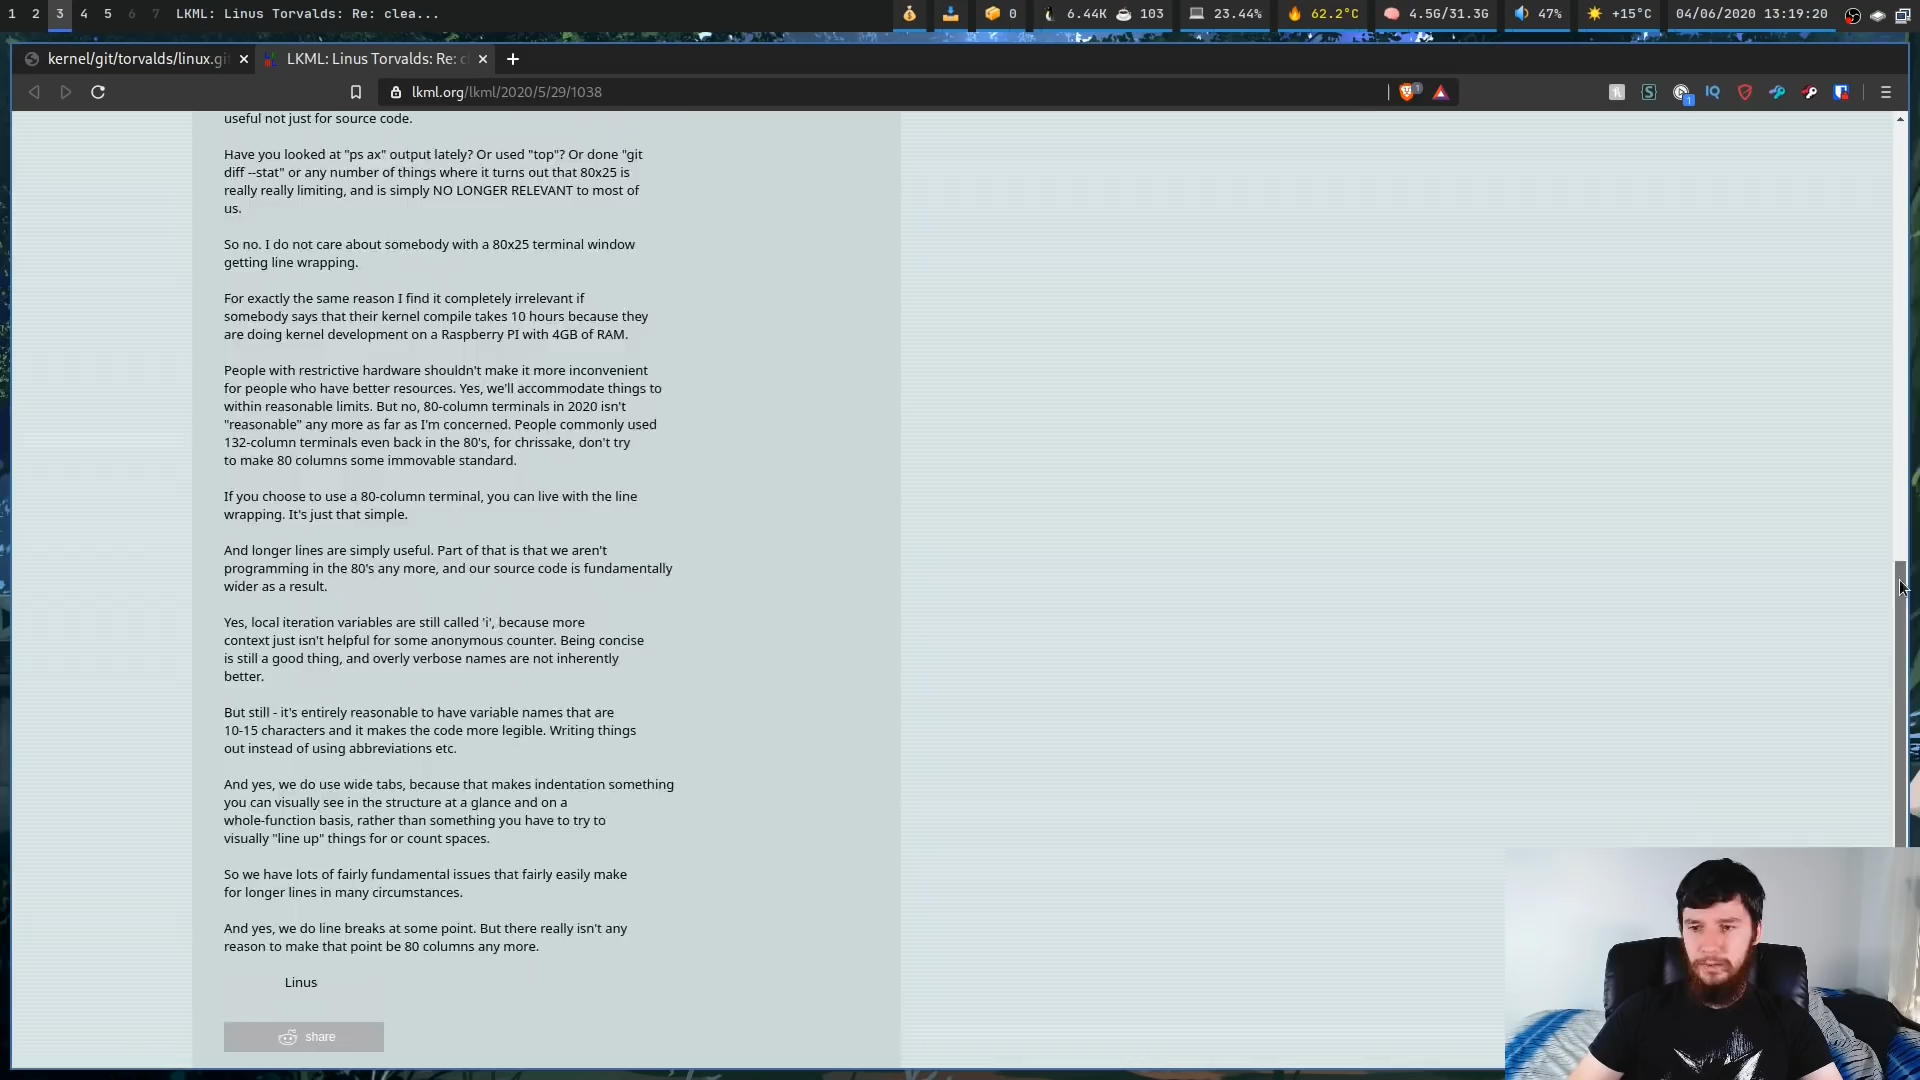 1 2 3 4 5 6 7 LKML: Linus Torvalds: Re: clea... 0 6.44K 103 23.44% 62.2°C 4.5G/31.3G 47% +15°C 04/06/2020 13:19:20
kernel/git/torvalds/linux.gi LKML: Linus Torvalds: Re: cl
lkml.org/lkml/2020/5/29/1038 1 1 IQ
useful not just for source code.
Have you looked at "ps ax" output lately? Or used "top"? Or done "git
diff --stat" or any number of things where it turns out that 80x25 is
really really limiting, and is simply NO LONGER RELEVANT to most of
us.
So no. I do not care about somebody with a 80x25 terminal window
getting line wrapping.
For exactly the same reason I find it completely irrelevant if
somebody says that their kernel compile takes 10 hours because they
are doing kernel development on a Raspberry PI with 4GB of RAM.
People with restrictive hardware shouldn't make it more inconvenient
for people who have better resources. Yes, we'll accommodate things to
within reasonable limits. But no, 80-column terminals in 2020 isn't
"reasonable" any more as far as I'm concerned. People commonly used
132-column terminals even back in the 80's, for chrissake, don't try
to make 80 columns some immovable standard.
If you choose to use a 80-column terminal, you can live with the line
wrapping. It's just that simple.
And longer lines are simply useful. Part of that is that we aren't
programming in the 80's any more, and our source code is fundamentally
wider as a result.
Yes, local iteration variables are still called 'i', because more
context just isn't helpful for some anonymous counter. Being concise
is still a good thing, and overly verbose names are not inherently
better.
But still - it's entirely reasonable to have variable names that are
10-15 characters and it makes the code more legible. Writing things
out instead of using abbreviations etc.
And yes, we do use wide tabs, because that makes indentation something
you can visually see in the structure at a glance and on a
whole-function basis, rather than something you have to try to
visually "line up" things for or count spaces.
So we have lots of fairly fundamental issues that fairly easily make
for longer lines in many circumstances.
And yes, we do line breaks at some point. But there really isn't any
reason to make that point be 80 columns any more.
Linus
share